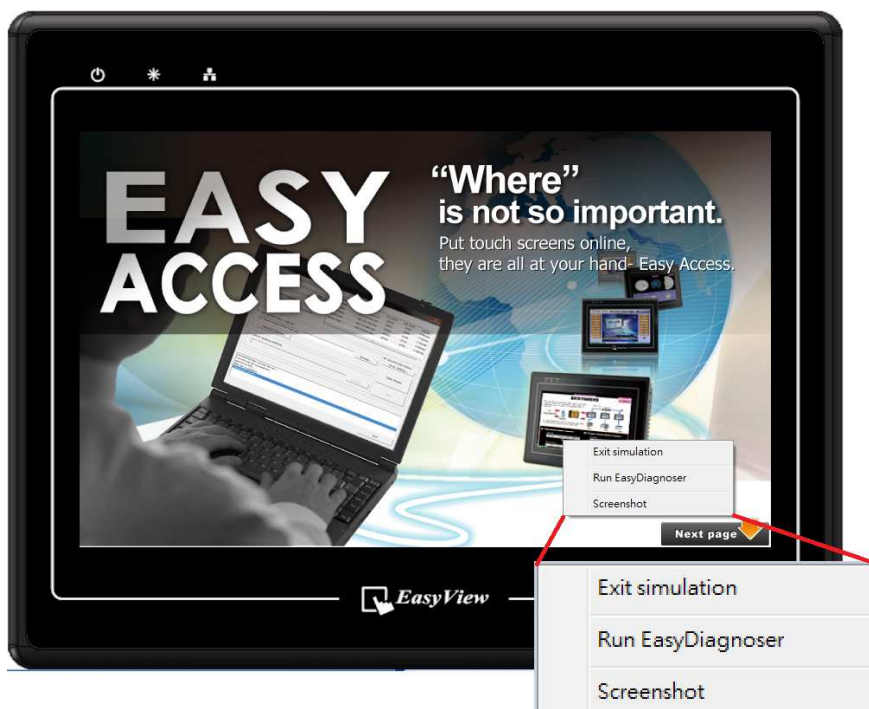 EASY
ACCESS
“Where”
is not so important.
Put touch screens online,
they are all at your hand- Easy Access.
Exit simulation
Run EasyDiagnoser
Screenshot
Next page
EasyView
Exit simulation
Run EasyDiagnoser
Screenshot